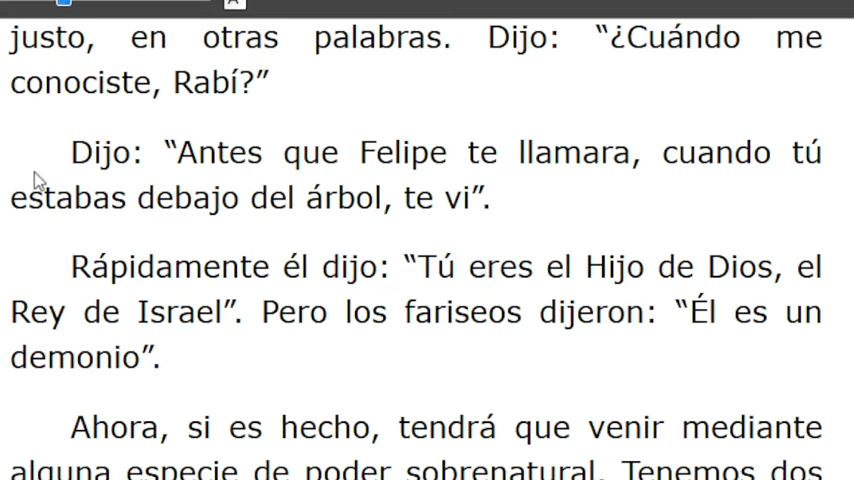 justo, en otras palabras. Dijo: “¿Cuándo me
conociste, Rabí?”
Dijo: “Antes que Felipe te llamara, cuando tú
estabas debajo del árbol, te vi”.
Rápidamente él dijo: “Tú eres el Hijo de Dios, el
Rey de Israel”. Pero los fariseos dijeron: “Él es un
demonio”.
Ahora, si es hecho, tendrá que venir mediante
alguna especie de poder sobrenatural. Tenemos dos